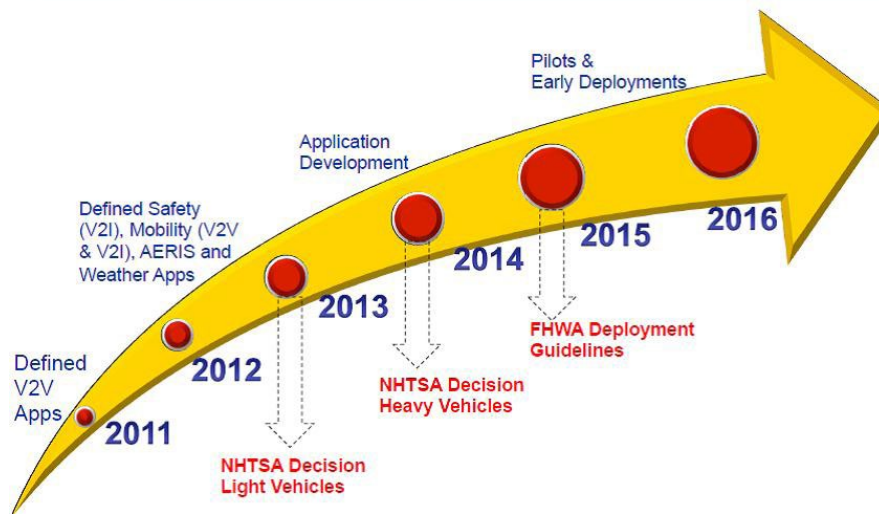 Pilots &
Early Deployments
Application
Development
Defined Safety
(V2I), Mobility (V2V
& V2I), AERIS and
Weather Apps
Defined
V2V
Apps
2011
2012
2013
2014
2015
2016
NHTSA Decision
Light Vehicles
NHTSA Decision
Heavy Vehicles
FHWA Deployment
Guidelines